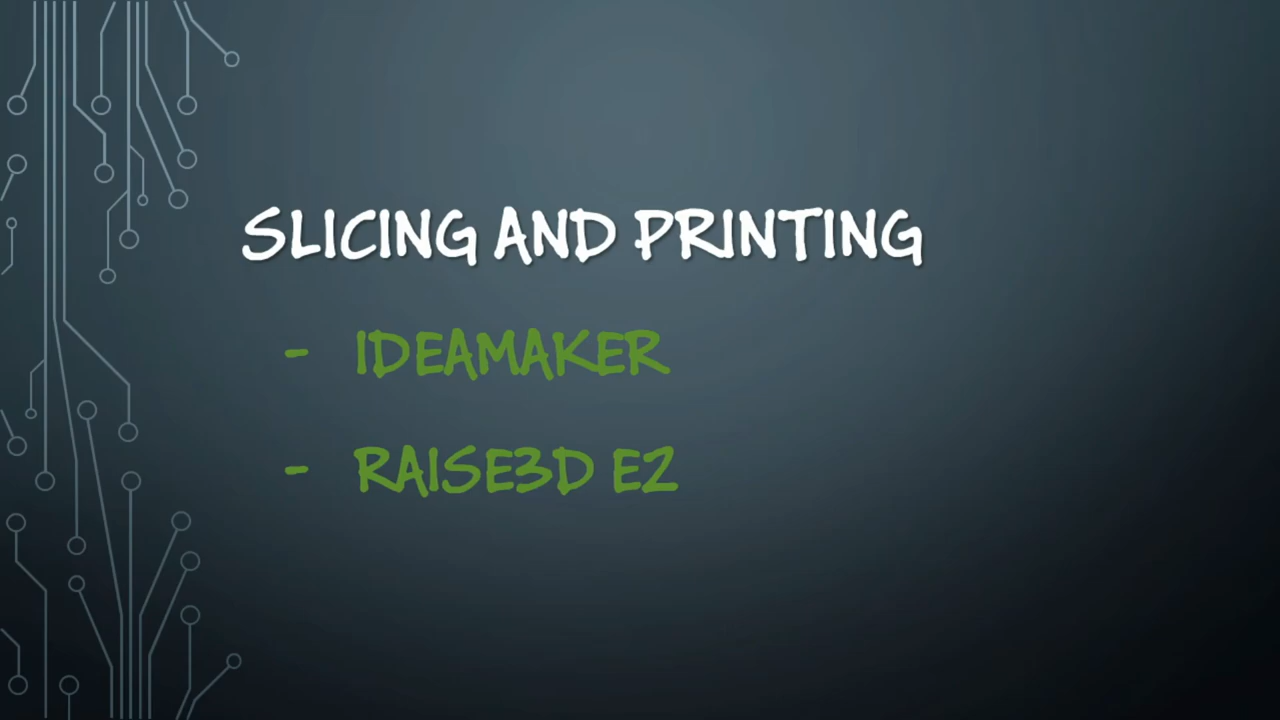 SLICING AND PRINTING
- IDEAMAKER
- RAISE3D E2